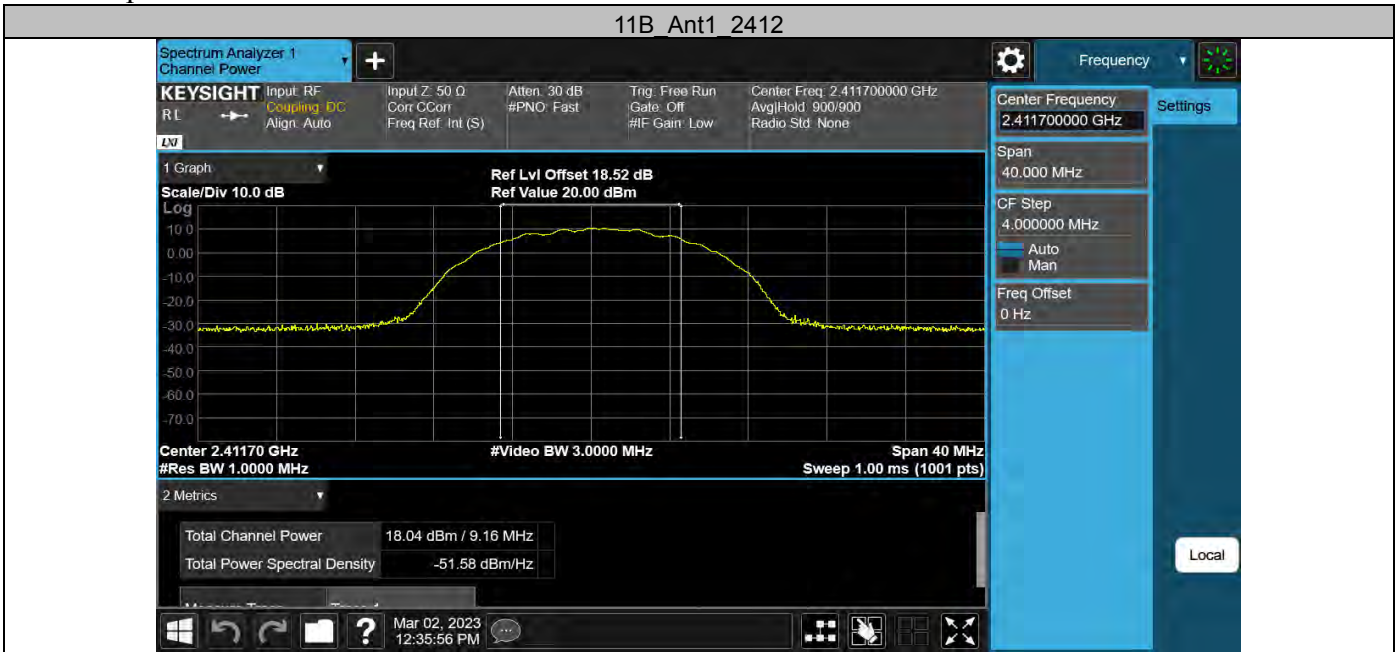 11B_Ant1_2412
Spectrum Analyzer 1
Channel Power
Frequency
KEYSIGHT
R L
LXI
Input: RF
Coupling: DC
Align: Auto
Input Z: 50 Ω
Corr CCorr
Freq Ref: Int (S)
Atten: 30 dB
#PNO: Fast
Trig: Free Run
Gate: Off
#IF Gain: Low
Center Freq: 2.411700000 GHz
Avg|Hold: 900/900
Radio Std: None
Center Frequency
2.411700000 GHz
Settings
Span
40.000 MHz
CF Step
4.000000 MHz
Auto
Man
Freq Offset
0 Hz
Local
1 Graph
Scale/Div 10.0 dB
Ref Lvl Offset 18.52 dB
Ref Value 20.00 dBm
Log
10.0
0.00
-10.0
-20.0
-30.0
-40.0
-50.0
-60.0
-70.0
Center 2.41170 GHz
#Video BW 3.0000 MHz
Span 40 MHz
#Res BW 1.0000 MHz
Sweep 1.00 ms (1001 pts)
2 Metrics
Total Channel Power 18.04 dBm / 9.16 MHz
Total Power Spectral Density -51.58 dBm/Hz
?
Mar 02, 2023
12:35:56 PM